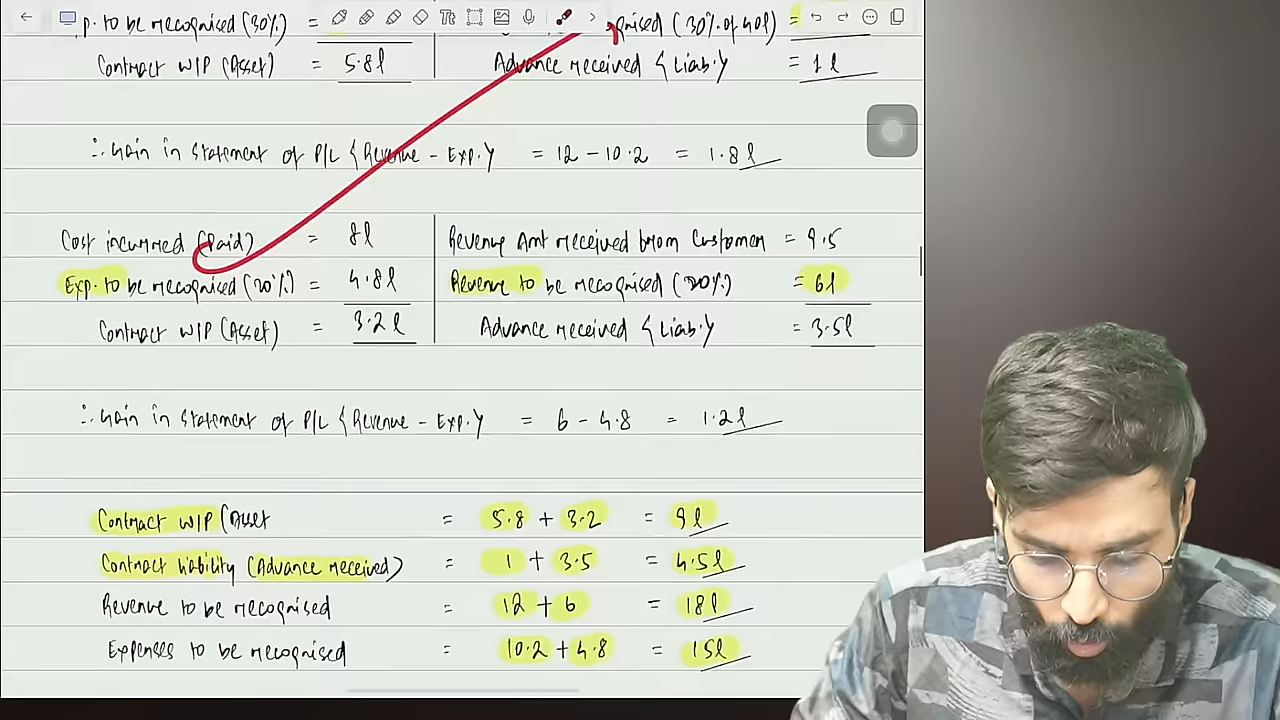 p. to be recognised (30%) =
gnised (30% of 40l) =
Contract WIP (Asset) = 5.8l
Advance received {Liab.} = 1l
∴ Gain in Statement of P/L {Revenue - Exp.} = 12 - 10.2 = 1.8l
Cost incurred (Paid) = 8l
Revenue Amt received from Customer = 9.5
Exp. to be recognised (20%) = 4.8l
Revenue to be recognised (20%) = 6l
Contract WIP (Asset) = 3.2l
Advance received {Liab.} = 3.5l
∴ Gain in Statement of P/L {Revenue - Exp.} = 6 - 4.8 = 1.2l
Contract WIP (Asset = 5.8 + 3.2 = 9l
Contract liability (Advance received) = 1 + 3.5 = 4.5l
Revenue to be recognised = 12 + 6 = 18l
Expenses to be recognised = 10.2 + 4.8 = 15l